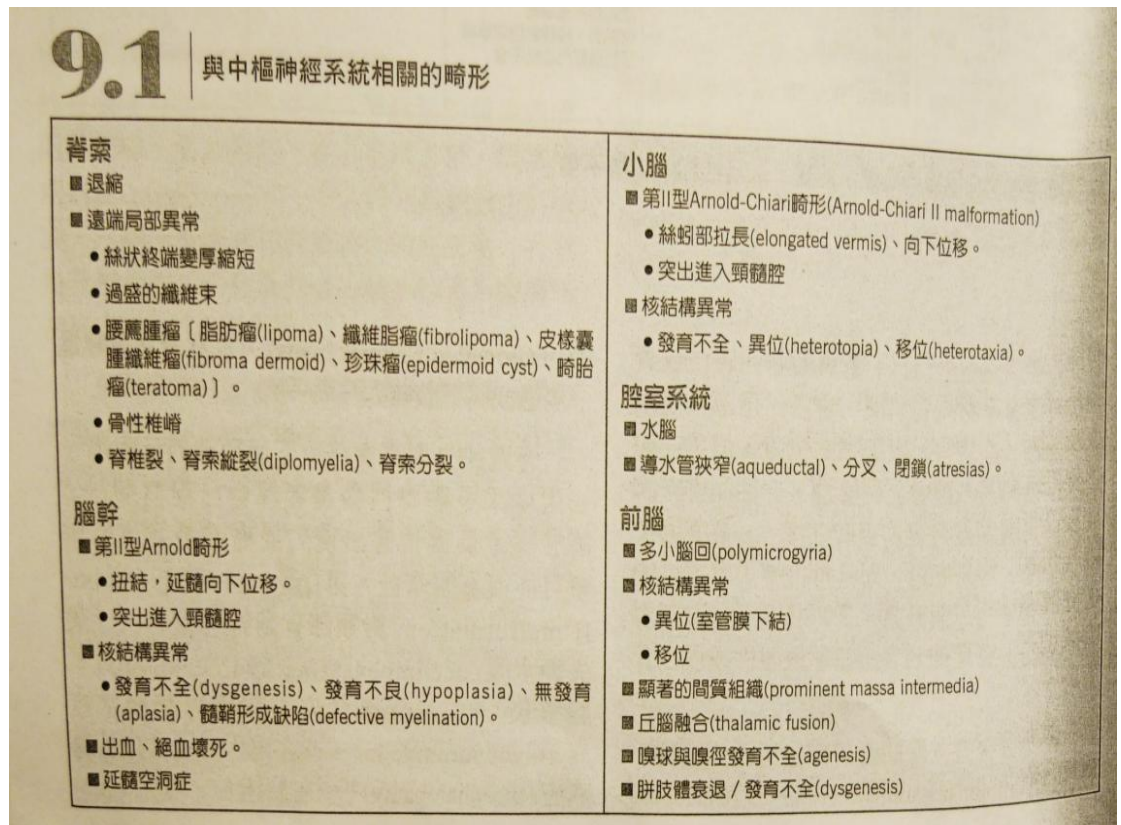 9.1 與中樞神經系統相關的畸形
脊索
■退縮
■遠端局部異常
●絲狀終端變厚縮短
●過盛的纖維束
●腰薦腫瘤〔脂肪瘤(lipoma)、纖維脂瘤(fibrolipoma)、皮樣囊
腫纖維瘤(fibroma dermoid)、珍珠瘤(epidermoid cyst)、畸胎
瘤(teratoma)〕。
●骨性椎嵴
●脊椎裂、脊索縱裂(diplomyelia)、脊索分裂。
腦幹
■第II型Arnold畸形
●扭結，延髓向下位移。
●突出進入頸髓腔
■核結構異常
●發育不全(dysgenesis)、發育不良(hypoplasia)、無發育
(aplasia)、髓鞘形成缺陷(defective myelination)。
■出血、絕血壞死。
■延髓空洞症
小腦
■第II型Arnold-Chiari畸形(Arnold-Chiari II malformation)
●絲蚓部拉長(elongated vermis)、向下位移。
●突出進入頸髓腔
■核結構異常
●發育不全、異位(heterotopia)、移位(heterotaxia)。
腔室系統
■水腦
■導水管狹窄(aqueductal)、分叉、閉鎖(atresias)。
前腦
■多小腦回(polymicrogyria)
■核結構異常
●異位(室管膜下結)
●移位
■顯著的間質組織(prominent massa intermedia)
■丘腦融合(thalamic fusion)
■嗅球與嗅徑發育不全(agenesis)
■胼胝體衰退／發育不全(dysgenesis)